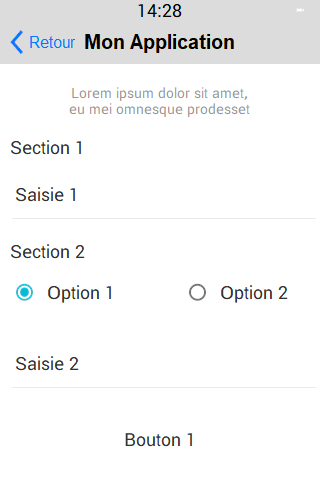 14:28
Retour Mon Application
Lorem ipsum dolor sit amet,
eu mei omnesque prodesset
Section 1
Saisie 1
Section 2
Option 1 Option 2
Saisie 2
Bouton 1